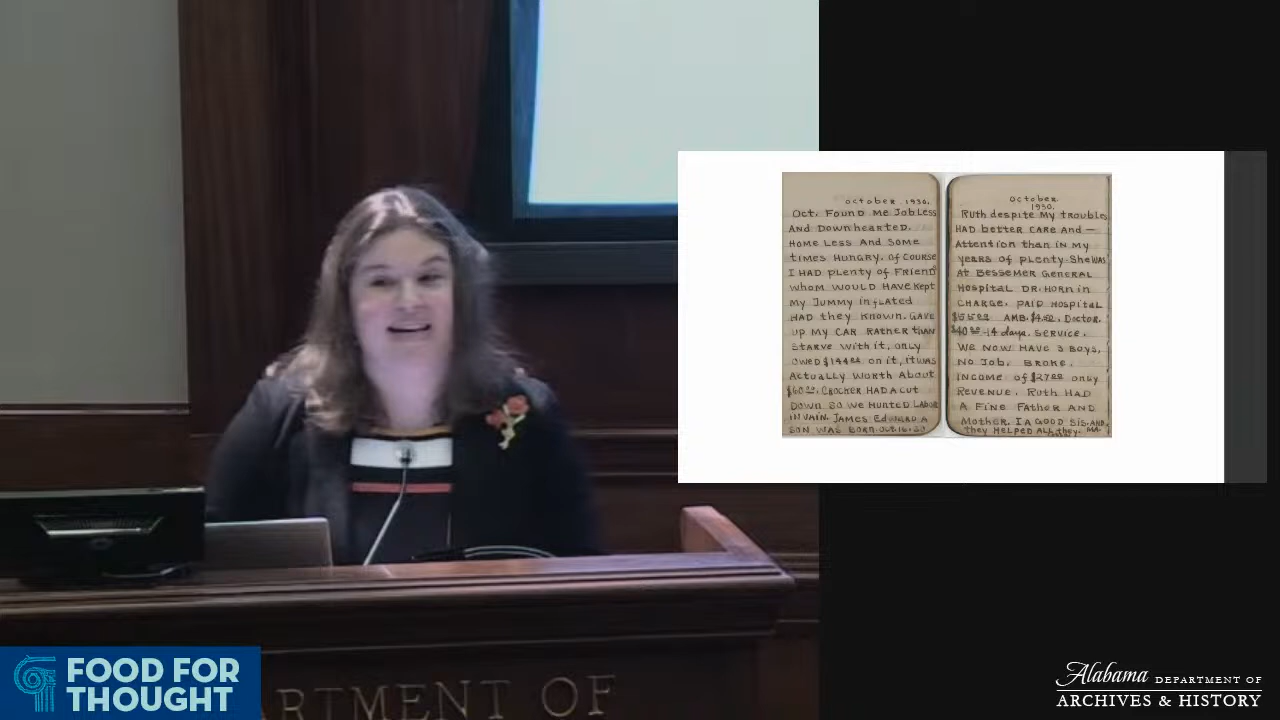 October. 1930.
Oct. Found me Jobless
And Downhearted.
Home less And Some
times Hungry. Of course
I HAD plenty of Friend
whom would HAVE kept
my Jummy inflated
HAD they known. Gave
up my CAR RAther thAn
starve with it, only
owed $144 on it, it was
Actually worth About
$60. Crocker HAD A cut
Down so we Hunted LABor
in VAin. JAmes Edward A
son wAs born Oct. 16.30
October.
1930.
Ruth despite my trouble
HAD better CARE And —
Attention than in my
years of plenty. She was
At Bessemer General
Hospital DR. Horn in
CHARGE. PAID Hospital
AMB. Doctor.
14 days. service.
We Now HAVE 3 Boys,
No Job. Broke.
Income of $27 only
Revenue. Ruth HAD
A Fine FAther And
Mother. I A good sis. And
they Helped All they
FOOD FOR
THOUGHT
RTMENT OF
Alabama DEPARTMENT OF
ARCHIVES & HISTORY